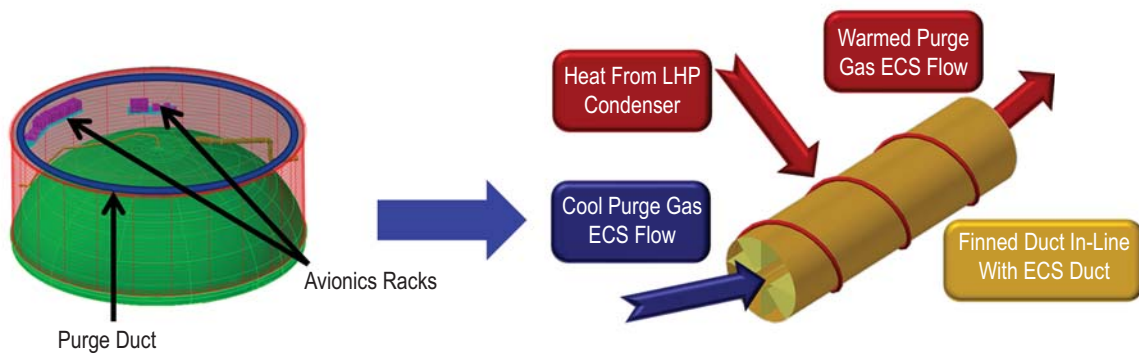 Avionics Racks
Purge Duct
Heat From LHP
Condenser
Warmed Purge
Gas ECS Flow
Cool Purge Gas
ECS Flow
Finned Duct In-Line
With ECS Duct